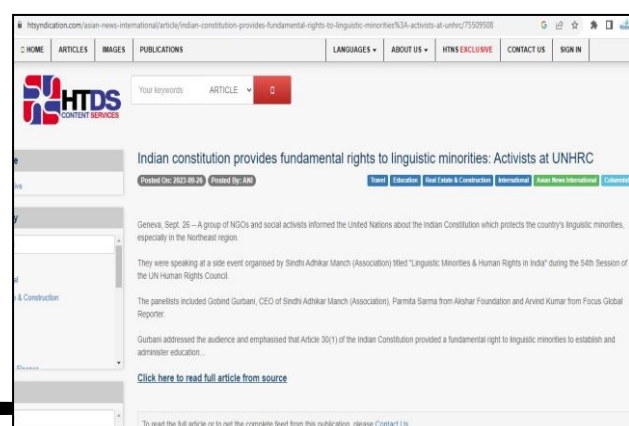 htsyndication.com/asian-news-international/article/indian-constitution-provides-fundamental-rights-to-linguistic-minorities%3A-activists-at-unhrc/75509508
HOME ARTICLES IMAGES PUBLICATIONS LANGUAGES ABOUT US HTNS EXCLUSIVE CONTACT US SIGN IN
HTDS
CONTENT SERVICES
Your keywords ARTICLE
Indian constitution provides fundamental rights to linguistic minorities: Activists at UNHRC
Posted On: 2023-09-26 Posted By: ANI Travel Education Real Estate & Construction International Asian News International
Geneva, Sept. 26 -- A group of NGOs and social activists informed the United Nations about the Indian Constitution which protects the country's linguistic minorities,
especially in the Northeast region.
They were speaking at a side event organised by Sindhi Adhikar Manch (Association) titled "Linguistic Minorities & Human Rights in India" during the 54th Session of
the UN Human Rights Council.
The panellists included Gobind Gurbani, CEO of Sindhi Adhikar Manch (Association), Parmita Sarma from Akshar Foundation and Arvind Kumar from Focus Global
Reporter.
Gurbani addressed the audience and emphasised that Article 30(1) of the Indian Constitution provided a fundamental right to linguistic minorities to establish and
administer education...
Click here to read full article from source
& Construction
Finance
To read the full article or to get the complete feed from this publication, please Contact Us.